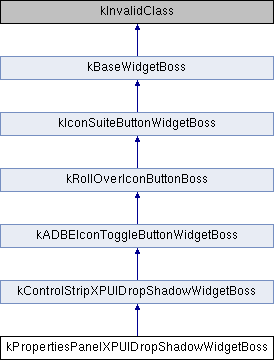 kInvalidClass
kBaseWidgetBoss
kIconSuiteButtonWidgetBoss
kRollOverIconButtonBoss
kADBEIconToggleButtonWidgetBoss
kControlStripXPUIDropShadowWidgetBoss
kPropertiesPanelXPUIDropShadowWidgetBoss